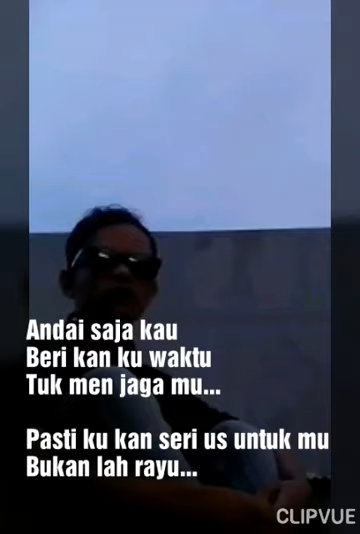 Andai saja kau
Beri kan ku waktu
Tuk men jaga mu...
Pasti ku kan seri us untuk mu
Bukan lah rayu...
CLIPVUE